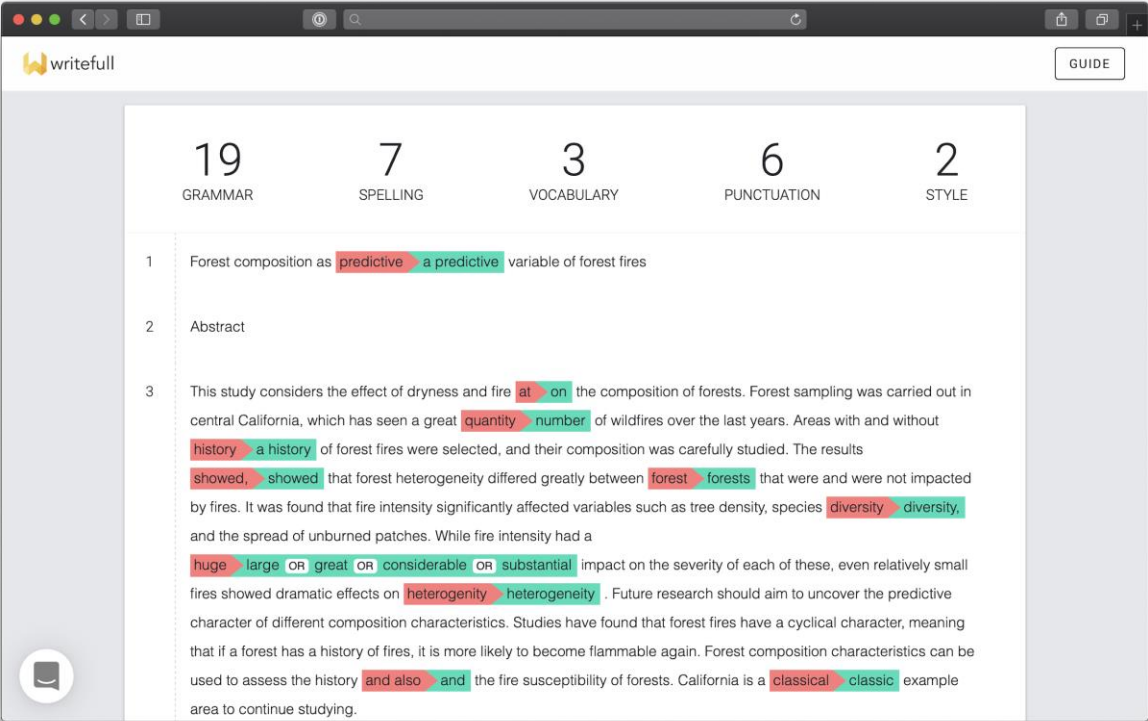 writefull
GUIDE
19 7 3 6 2
GRAMMAR SPELLING VOCABULARY PUNCTUATION STYLE
1 Forest composition as predictive a predictive variable of forest fires
2 Abstract
3 This study considers the effect of dryness and fire at on the composition of forests. Forest sampling was carried out in
central California, which has seen a great quantity number of wildfires over the last years. Areas with and without
history a history of forest fires were selected, and their composition was carefully studied. The results
showed, showed that forest heterogeneity differed greatly between forest forests that were and were not impacted
by fires. It was found that fire intensity significantly affected variables such as tree density, species diversity diversity,
and the spread of unburned patches. While fire intensity had a
huge large OR great OR considerable OR substantial impact on the severity of each of these, even relatively small
fires showed dramatic effects on heterogenity heterogeneity . Future research should aim to uncover the predictive
character of different composition characteristics. Studies have found that forest fires have a cyclical character, meaning
that if a forest has a history of fires, it is more likely to become flammable again. Forest composition characteristics can be
used to assess the history and also and the fire susceptibility of forests. California is a classical classic example
area to continue studying.